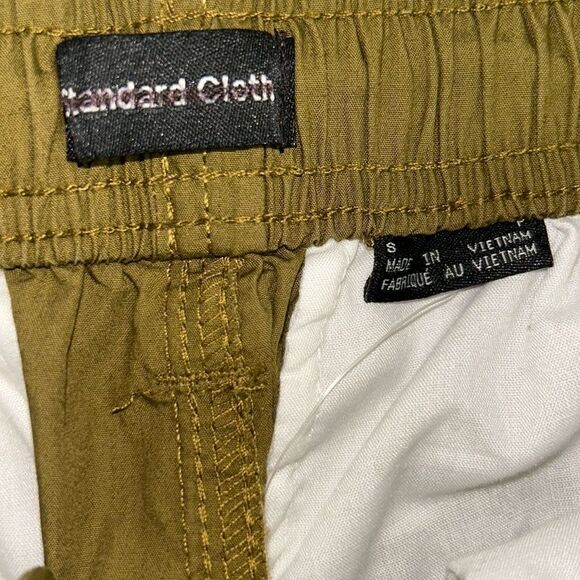 Standard Cloth
S P
MADE IN VIETNAM
FABRIQUÉ AU VIETNAM